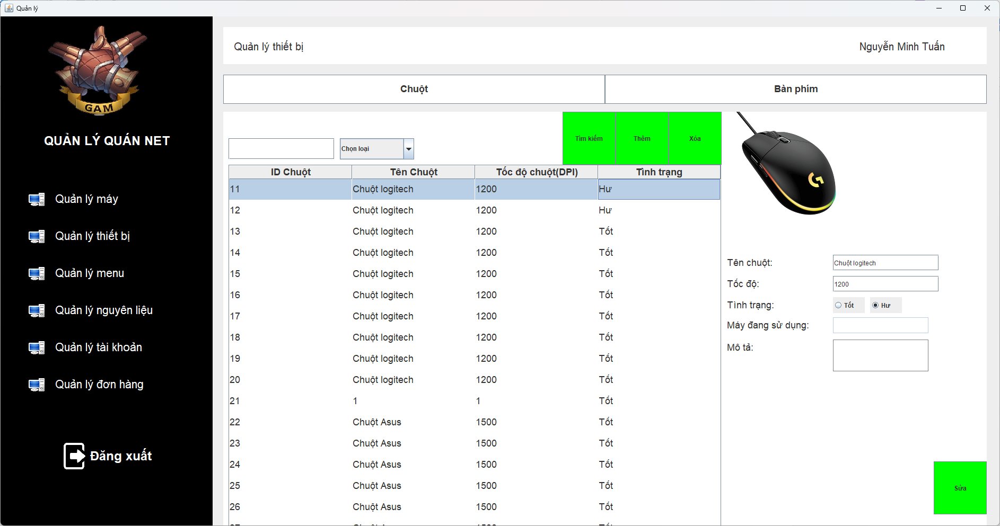 Quản lý
GAM
QUẢN LÝ QUÁN NET
Quản lý máy
Quản lý thiết bị
Quản lý menu
Quản lý nguyên liệu
Quản lý tài khoản
Quản lý đơn hàng
Đăng xuất
Quản lý thiết bị
Nguyễn Minh Tuấn
Chuột
Bàn phím
Chọn loại
Tìm kiếm
Thêm
Xóa
ID Chuột Tên Chuột Tốc độ chuột(DPI) Tình trạng
11 Chuột logitech 1200 Hư
12 Chuột logitech 1200 Hư
13 Chuột logitech 1200 Tốt
14 Chuột logitech 1200 Tốt
15 Chuột logitech 1200 Tốt
16 Chuột logitech 1200 Tốt
17 Chuột logitech 1200 Tốt
18 Chuột logitech 1200 Tốt
19 Chuột logitech 1200 Tốt
20 Chuột logitech 1200 Tốt
21 1 1 Tốt
22 Chuột Asus 1500 Tốt
23 Chuột Asus 1500 Tốt
24 Chuột Asus 1500 Tốt
25 Chuột Asus 1500 Tốt
26 Chuột Asus 1500 Tốt
G
Tên chuột: Chuột logitech
Tốc độ: 1200
Tình trạng: Tốt Hư
Máy đang sử dụng:
Mô tả:
Sửa